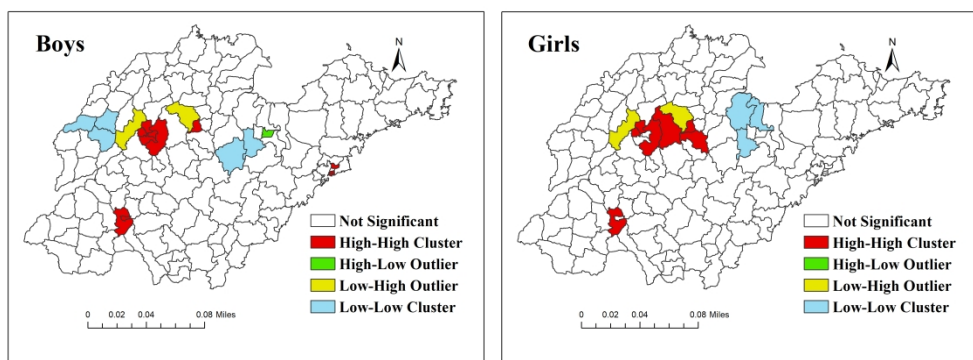 Boys
N
Not Significant
High-High Cluster
High-Low Outlier
Low-High Outlier
Low-Low Cluster
0 0.02 0.04 0.08 Miles
Girls
N
Not Significant
High-High Cluster
High-Low Outlier
Low-High Outlier
Low-Low Cluster
0 0.02 0.04 0.08 Miles